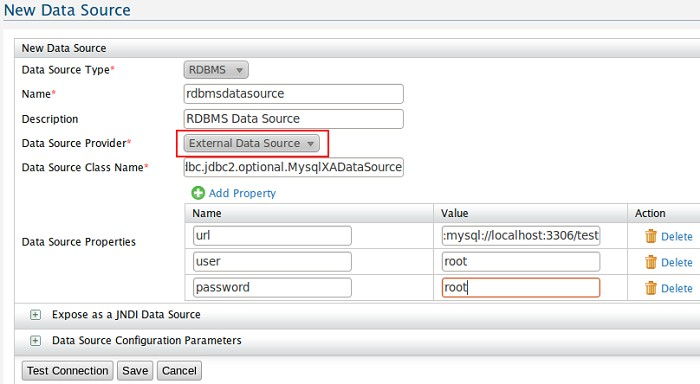 New Data Source
New Data Source
Data Source Type* RDBMS
Name* rdbmsdatasource
Description RDBMS Data Source
Data Source Provider* External Data Source
Data Source Class Name* dbc.jdbc2.optional.MysqlXADataSource
Add Property
Name Value Action
Data Source Properties
url :mysql://localhost:3306/test Delete
user root Delete
password root Delete
Expose as a JNDI Data Source
Data Source Configuration Parameters
Test Connection Save Cancel